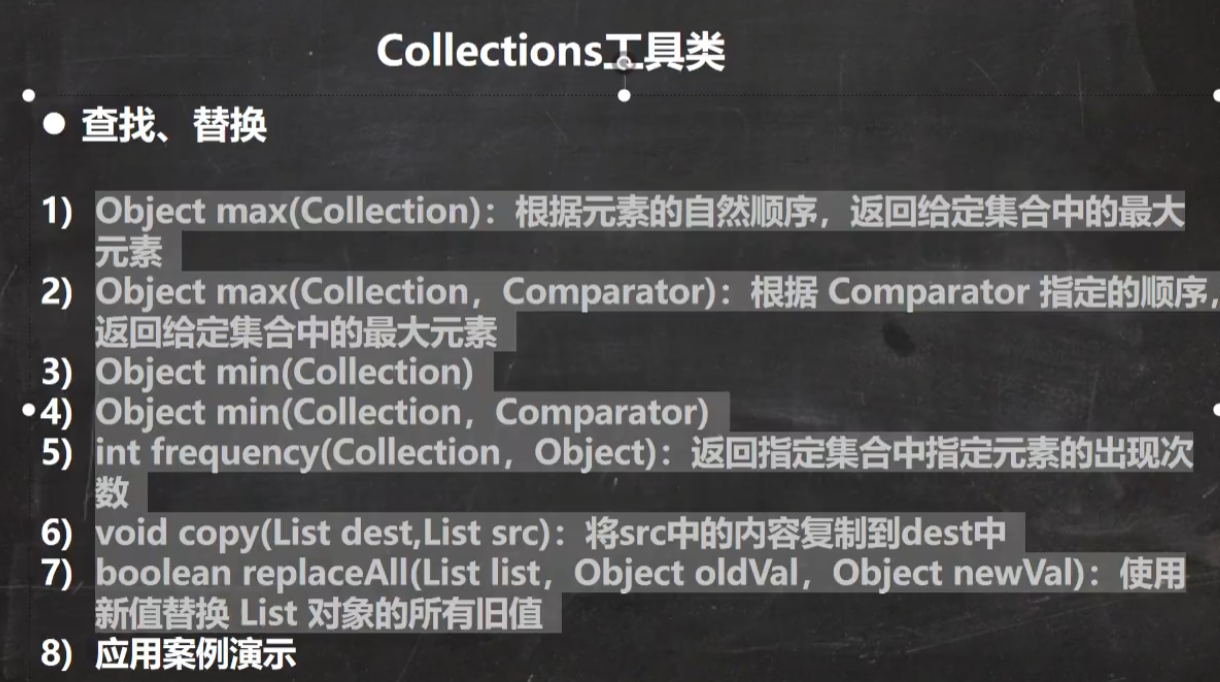 Collections工具类
● 查找、替换
1) Object max(Collection)：根据元素的自然顺序，返回给定集合中的最大
元素
2) Object max(Collection，Comparator)：根据 Comparator 指定的顺序，
返回给定集合中的最大元素
3) Object min(Collection)
4) Object min(Collection，Comparator)
5) int frequency(Collection，Object)：返回指定集合中指定元素的出现次
数
6) void copy(List dest,List src)：将src中的内容复制到dest中
7) boolean replaceAll(List list，Object oldVal，Object newVal)：使用
新值替换 List 对象的所有旧值
8) 应用案例演示